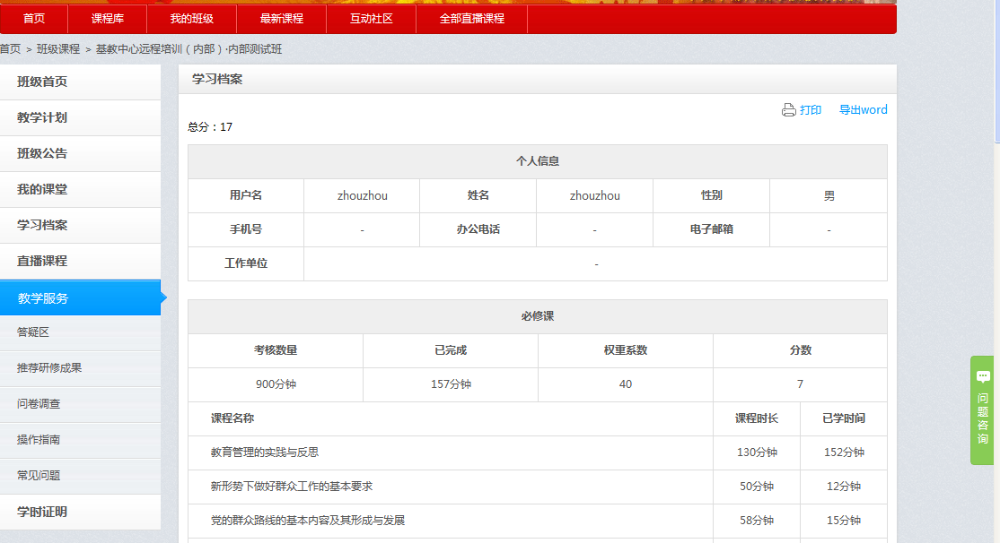 首页 课程库 我的班级 最新课程 互动社区 全部直播课程
首页 > 班级课程 > 基教中心远程培训（内部）·内部测试班
班级首页
教学计划
班级公告
我的课堂
学习档案
直播课程
教学服务
答疑区
推荐研修成果
问卷调查
操作指南
常见问题
学时证明
学习档案
打印 导出word
总分：17
个人信息
用户名 zhouzhou 姓名 zhouzhou 性别 男
手机号 - 办公电话 - 电子邮箱 -
工作单位 -
必修课
考核数量 已完成 权重系数 分数
900分钟 157分钟 40 7
课程名称 课程时长 已学时间
教育管理的实践与反思 130分钟 152分钟
新形势下做好群众工作的基本要求 50分钟 12分钟
党的群众路线的基本内容及其形成与发展 58分钟 15分钟
问题咨询